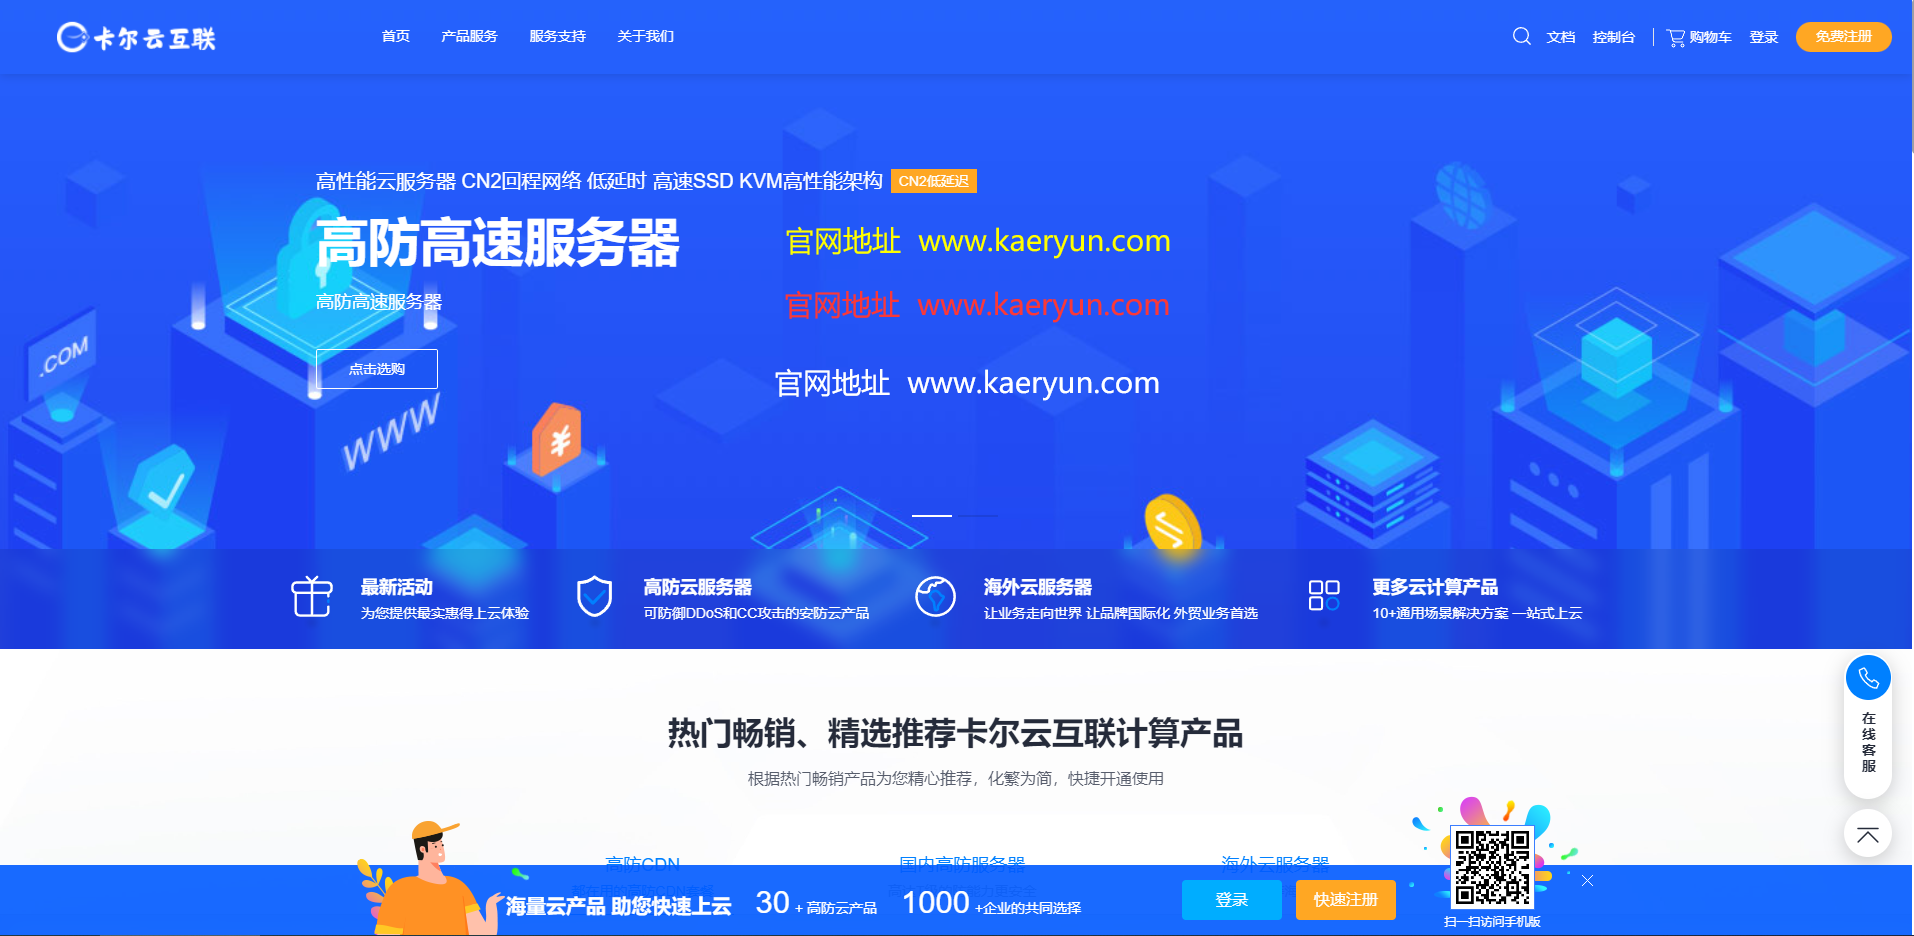 卡尔云互联
首页 产品服务 服务支持 关于我们
文档 控制台 购物车 登录 免费注册
高性能云服务器 CN2回程网络 低延时 高速SSD KVM高性能架构 CN2低延迟
高防高速服务器
官网地址 www.kaeryun.com
高防高速服务器
官网地址 www.kaeryun.com
点击选购
官网地址 www.kaeryun.com
.COM
WWW
最新活动
为您提供最实惠得上云体验
高防云服务器
可防御DDoS和CC攻击的安防云产品
海外云服务器
让业务走向世界 让品牌国际化 外贸业务首选
更多云计算产品
10+通用场景解决方案 一站式上云
在线客服
热门畅销、精选推荐卡尔云互联计算产品
根据热门畅销产品为您精心推荐，化繁为简，快捷开通使用
高防CDN 国内高防服务器 海外云服务器
海量云产品 助您快速上云 30 + 高防云产品 1000 +企业的共同选择
登录 快速注册
扫一扫访问手机版